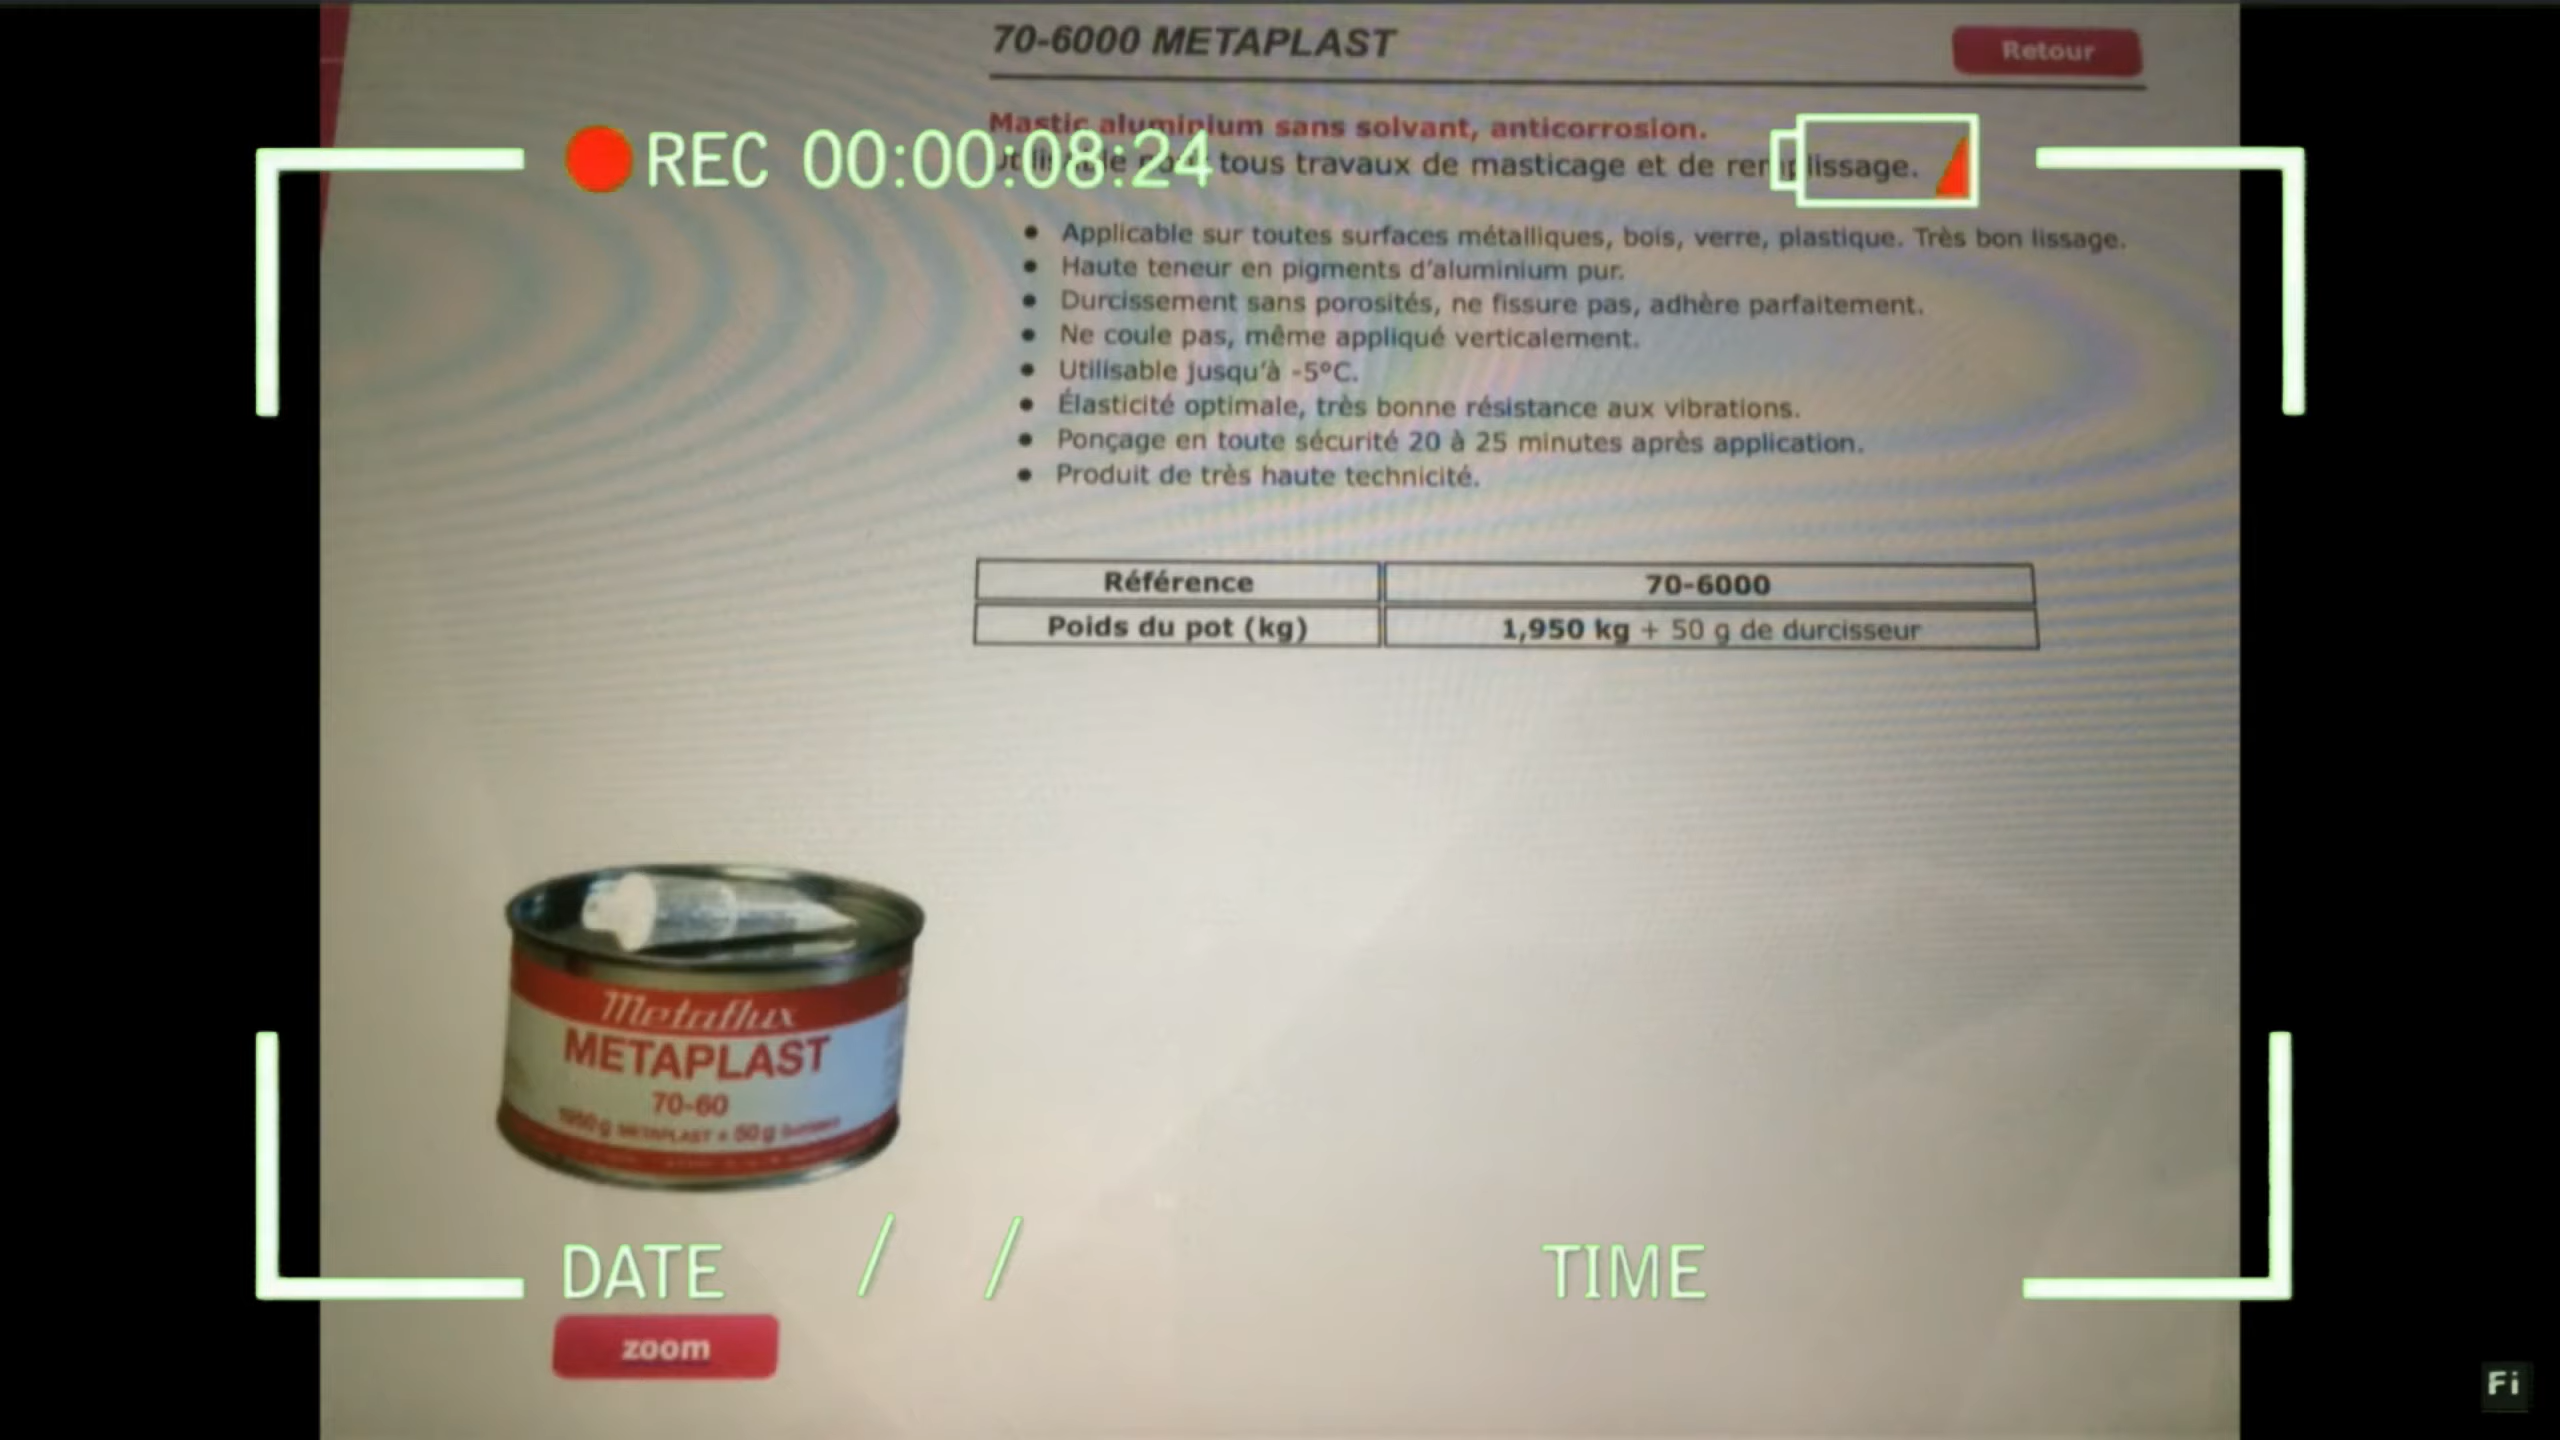 70-6000 METAPLAST
Retour
Mastic aluminium sans solvant, anticorrosion.
REC 00:00:08:24
tous travaux de masticage et de remplissage.
• Applicable sur toutes surfaces métalliques, bois, verre, plastique. Très bon lissage.
• Haute teneur en pigments d'aluminium pur.
• Durcissement sans porosités, ne fissure pas, adhère parfaitement.
• Ne coule pas, même appliqué verticalement.
• Utilisable jusqu'à -5°C.
• Élasticité optimale, très bonne résistance aux vibrations.
• Ponçage en toute sécurité 20 à 25 minutes après application.
• Produit de très haute technicité.
Référence 70-6000
Poids du pot (kg) 1,950 kg + 50 g de durcisseur
Metaflux
METAPLAST
70-60
1950 g METAPLAST + 50 g
DATE / / TIME
zoom
Fi